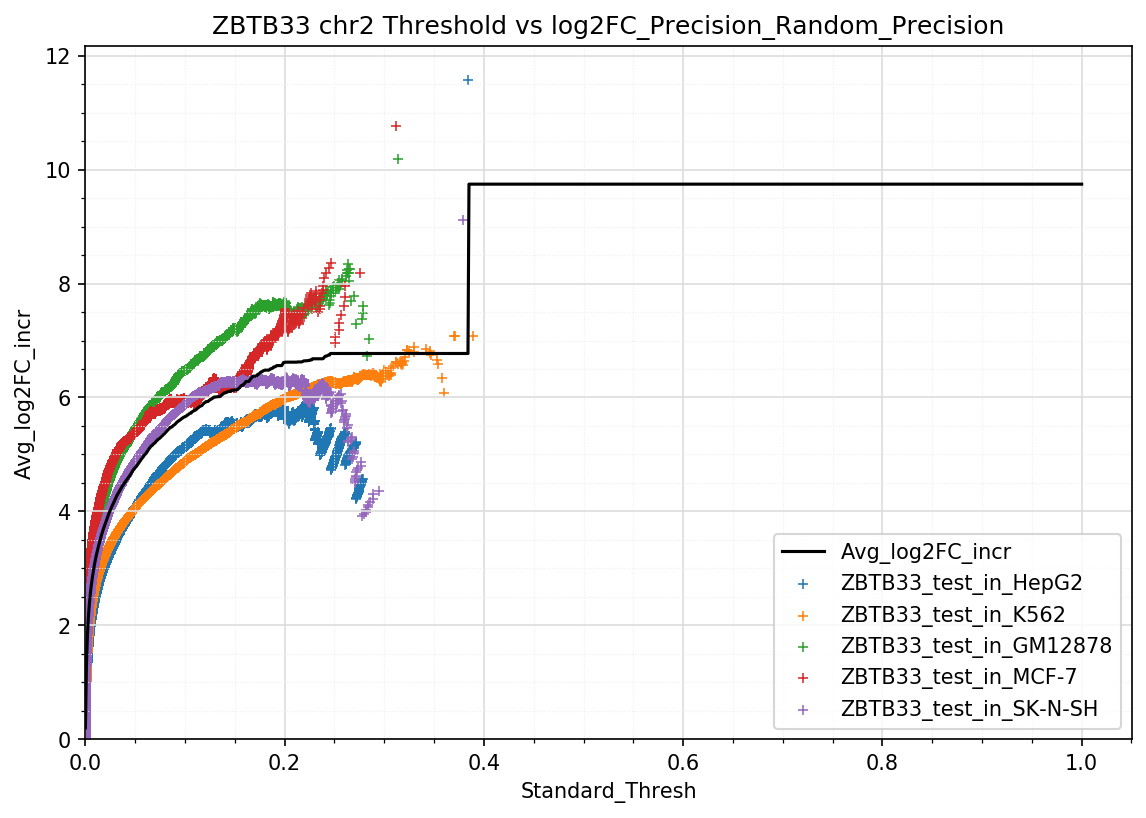 ZBTB33 chr2 Threshold vs log2FC_Precision_Random_Precision
Avg_log2FC_incr
12
10
8
6
4
2
0
0.0
0.2
0.4
0.6
0.8
1.0
Standard_Thresh
Avg_log2FC_incr
ZBTB33_test_in_HepG2
ZBTB33_test_in_K562
ZBTB33_test_in_GM12878
ZBTB33_test_in_MCF-7
ZBTB33_test_in_SK-N-SH